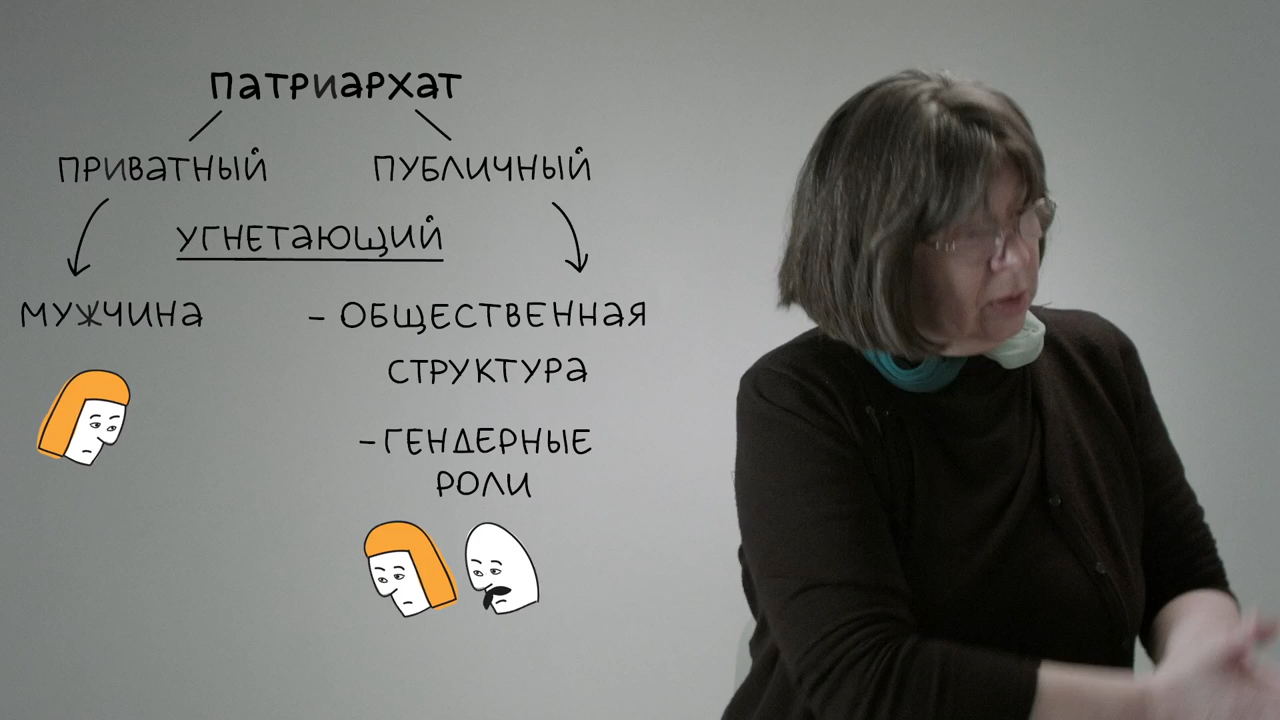 ПАТРИАРХАТ
ПРИВАТНЫЙ ПУБЛИЧНЫЙ
УГНЕТАЮЩИЙ
МУЖЧИНА - ОБЩЕСТВЕННАЯ
СТРУКТУРА
- ГЕНДЕРНЫЕ
РОЛИ